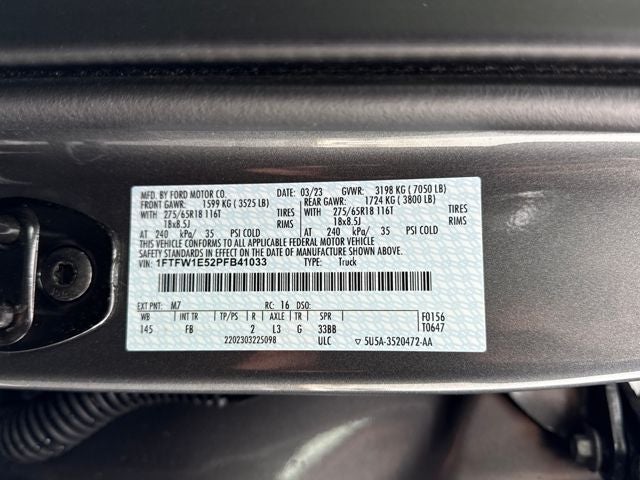 MFD. BY FORD MOTOR CO. 03/23 GVWR: 3198 KG ( 7050 LB)
FRONT GAWR: 1599 KG ( 3525 LB) REAR GAWR: 1724 KG ( 3800 LB)
WITH 275/65R18 116T TIRES WITH 275/65R18 116T TIRES
18x8.5J RIMS 18x8.5J RIMS
AT 240 kPa/ 35 PSI COLD AT 240 kPa/ 35 PSI COLD
THIS VEHICLE CONFORMS TO ALL APPLICABLE FEDERAL MOTOR VEHICLE
SAFETY STANDARDS IN EFFECT ON THE DATE OF MANUFACTURE SHOWN ABOVE.
VIN: 1FTFW1E52PFB41033 TYPE: Truck
EXT PNT: M7 RC: 16 DSO:
WB INT TR TP/PS R AXLE TR SPR F0156
145 FB 2 L3 G 33BB T0647
2202303225098 ULC ▽ 5U5A-3520472-AA